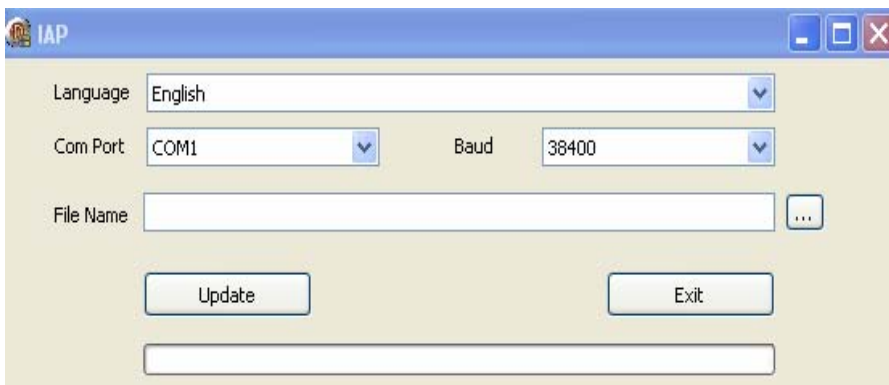 IAP
Language English
Com Port COM1 Baud 38400
File Name ...
Update Exit